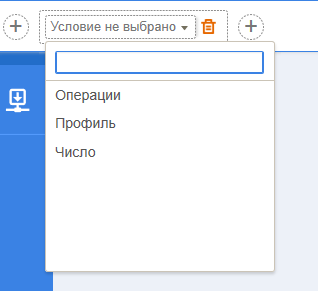 Условие не выбрано
Операции
Профиль
Число